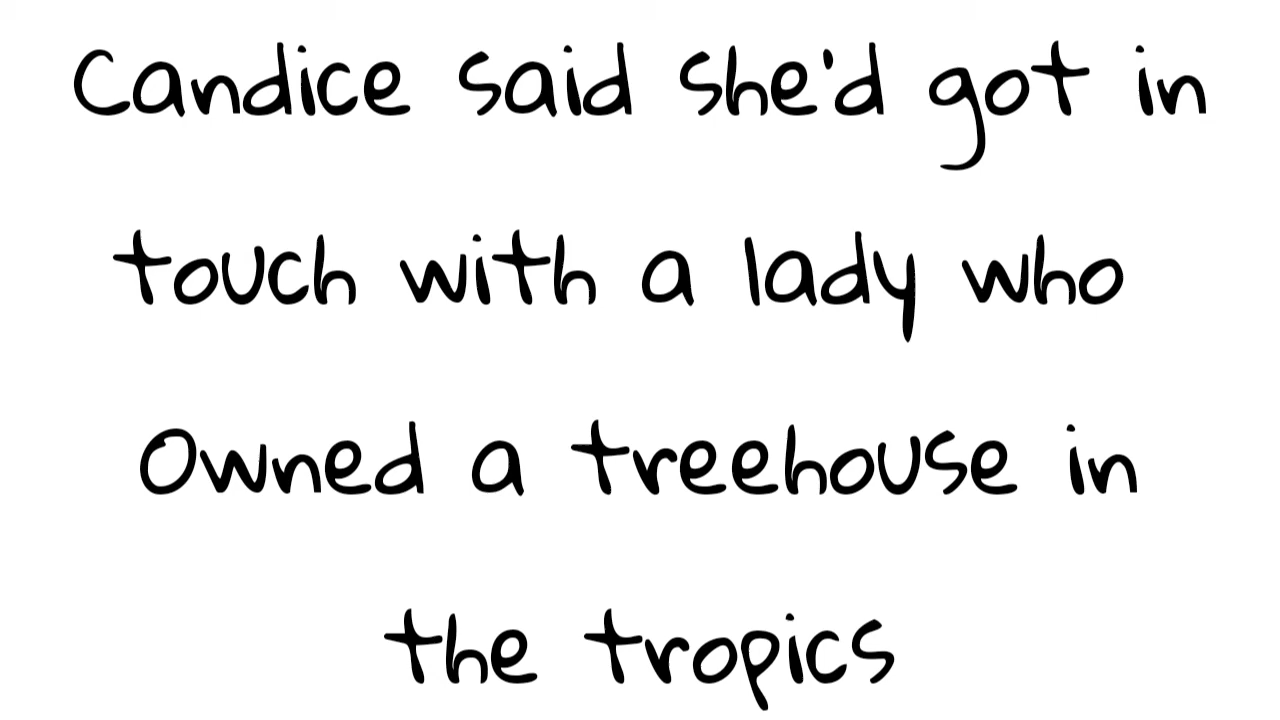 Candice said she'd got in
touch with a lady who
Owned a treehouse in
the tropics